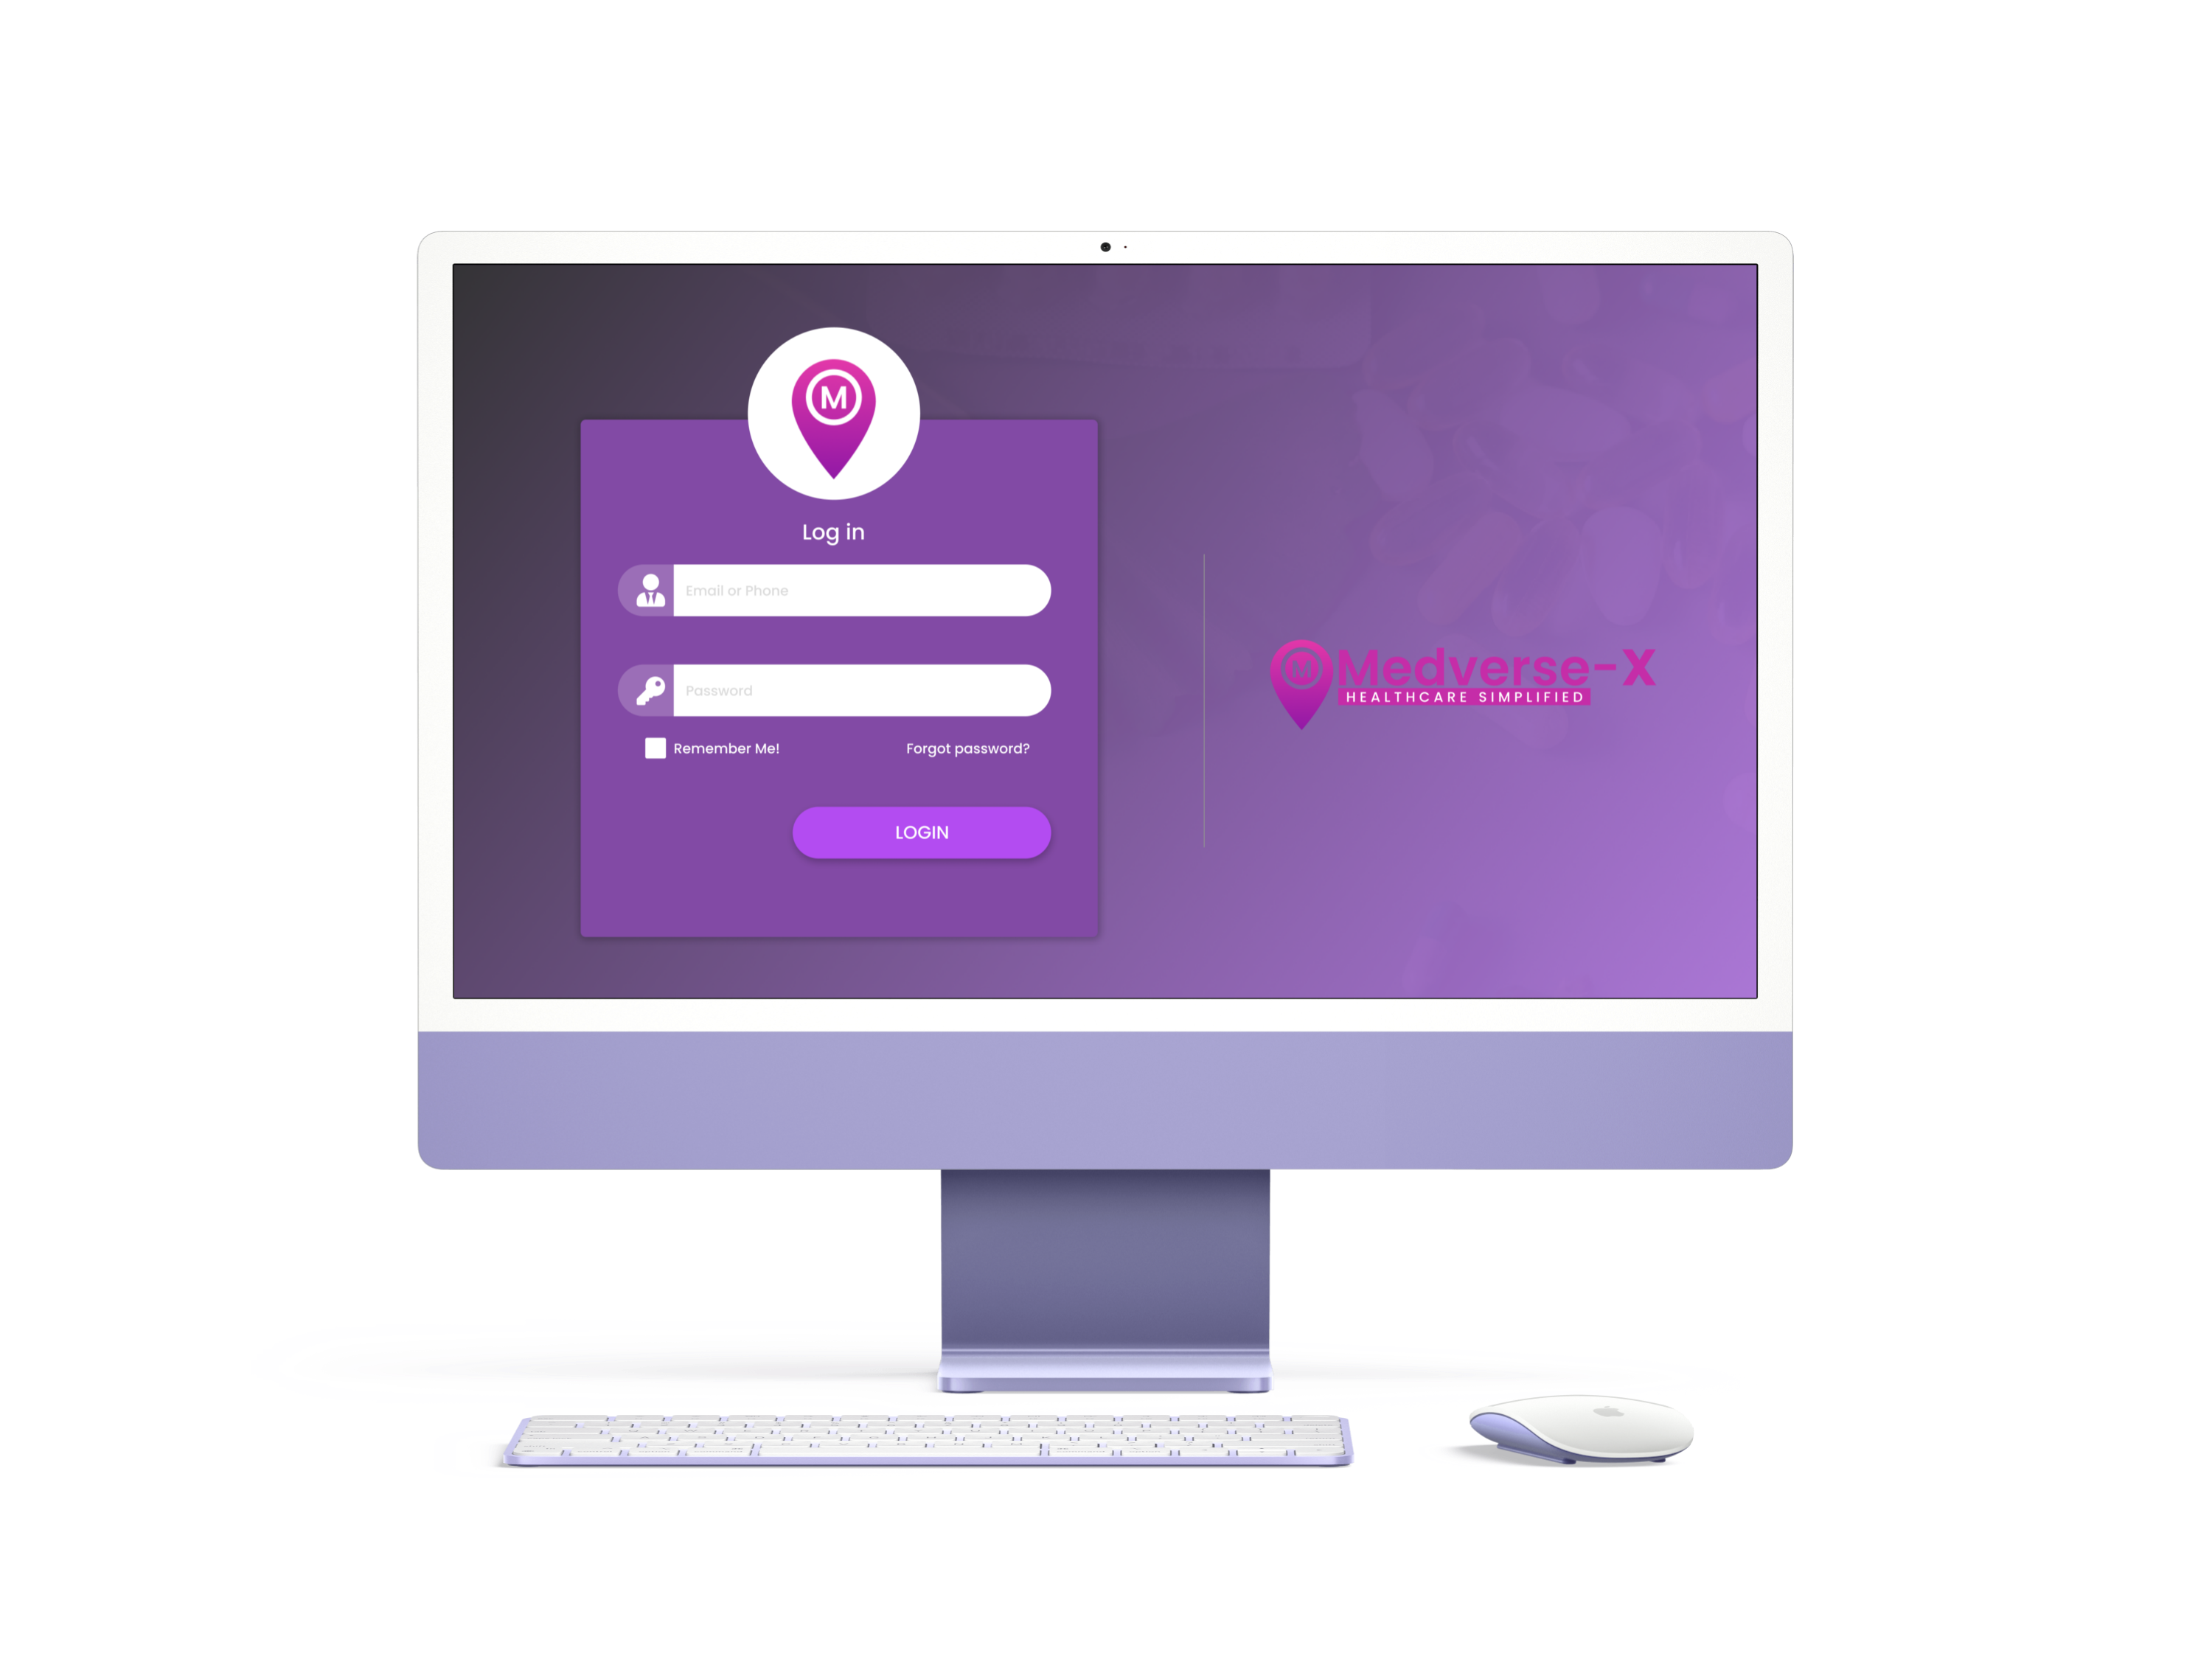 M
Log in
Email or Phone
Password
Remember Me!
Forgot password?
LOGIN
M
Medverse-X
HEALTHCARE SIMPLIFIED